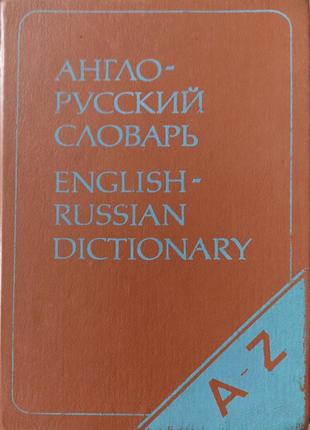 АНГЛО-
РУССКИЙ
СЛОВАРЬ
ENGLISH-
RUSSIAN
DICTIONARY
A-Z